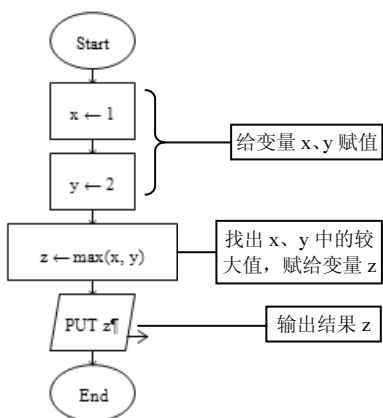 Start
x ← 1
y ← 2
给变量 x、y 赋值
z ← max(x, y)
找出 x、y 中的较
大值，赋给变量 z
PUT z¶
输出结果 z
End